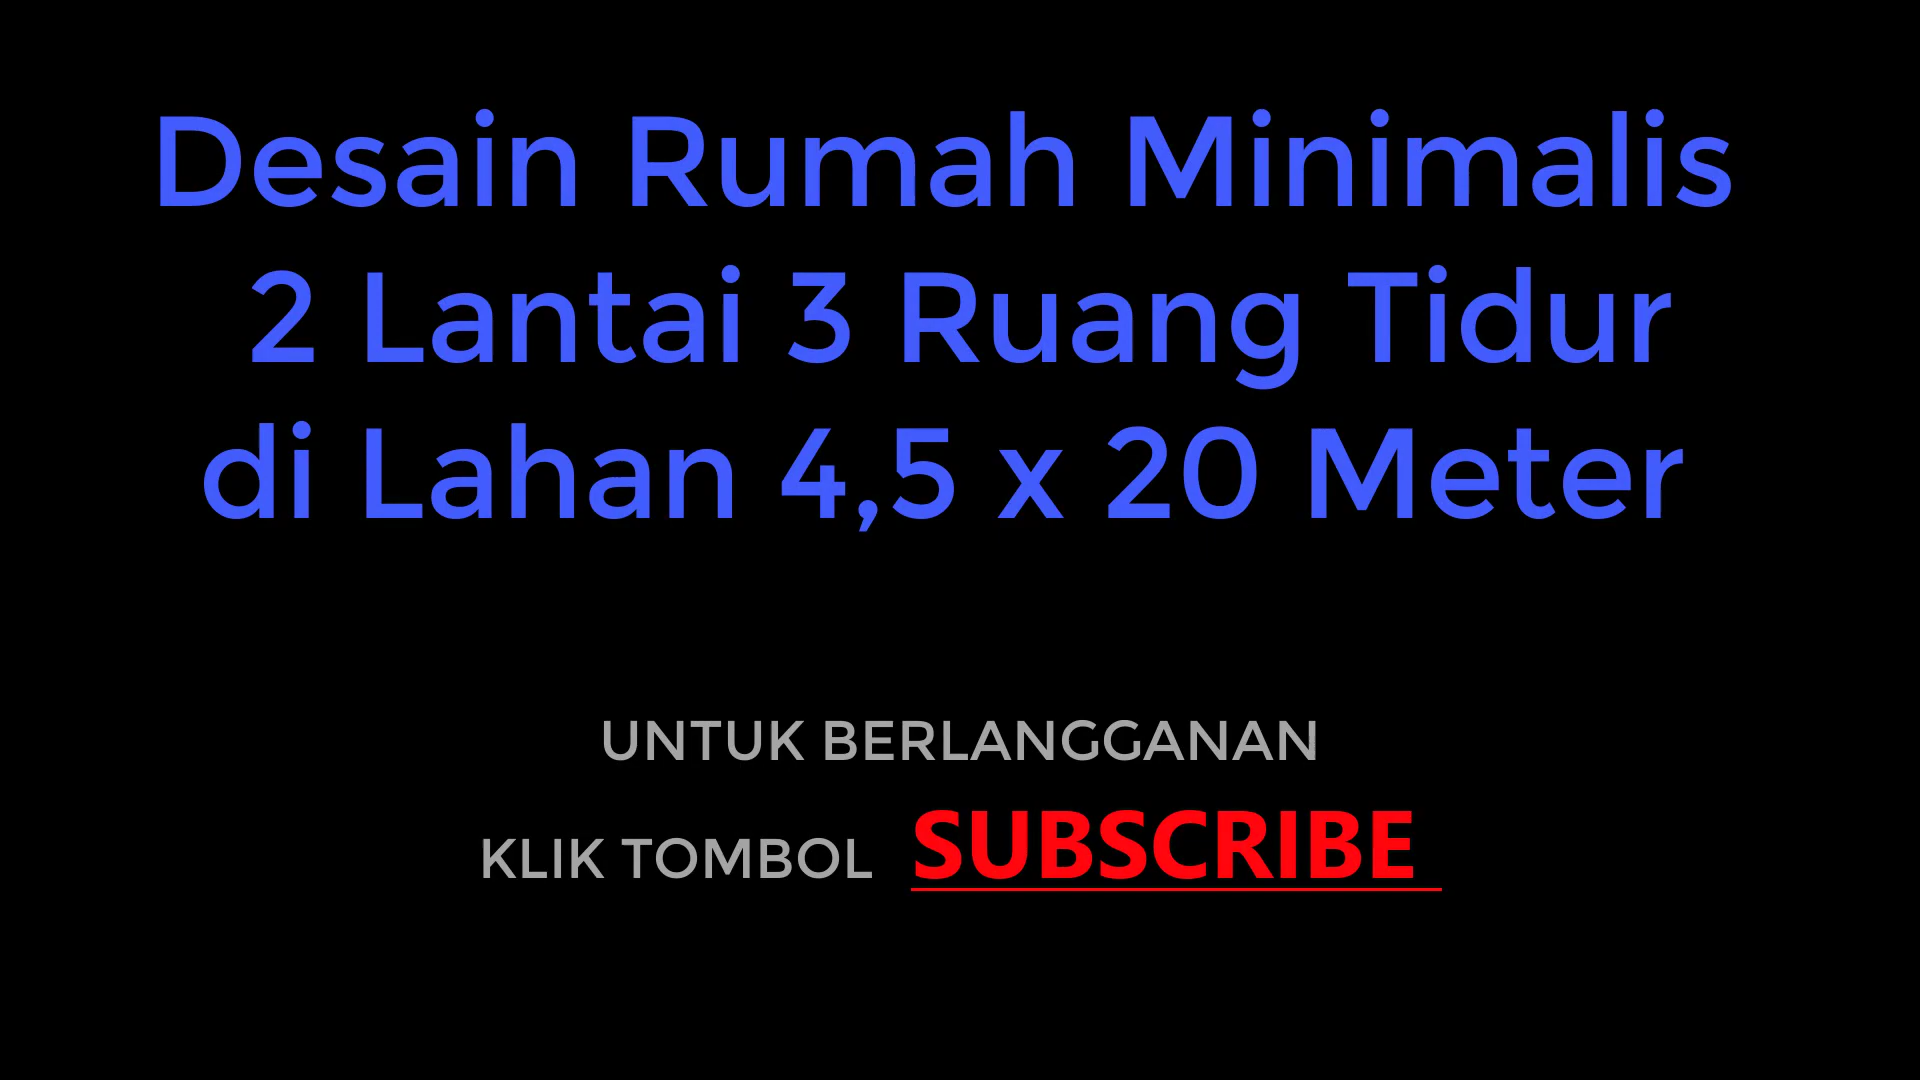 Desain Rumah Minimalis
2 Lantai 3 Ruang Tidur
di Lahan 4,5 x 20 Meter
UNTUK BERLANGGANAN
KLIK TOMBOL SUBSCRIBE